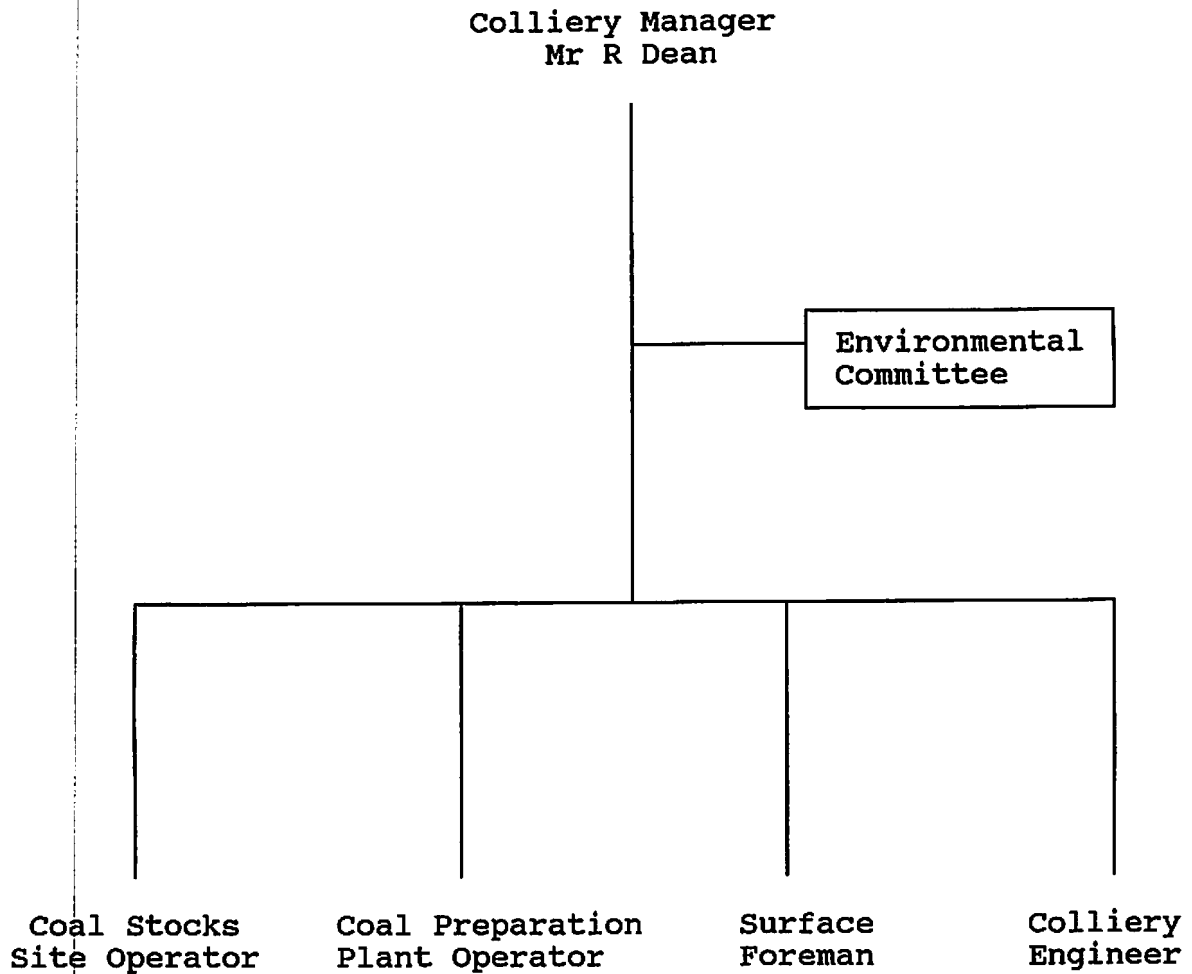 Colliery Manager
Mr R Dean
Environmental
Committee
Coal Stocks
Site Operator
Coal Preparation
Plant Operator
Surface
Foreman
Colliery
Engineer